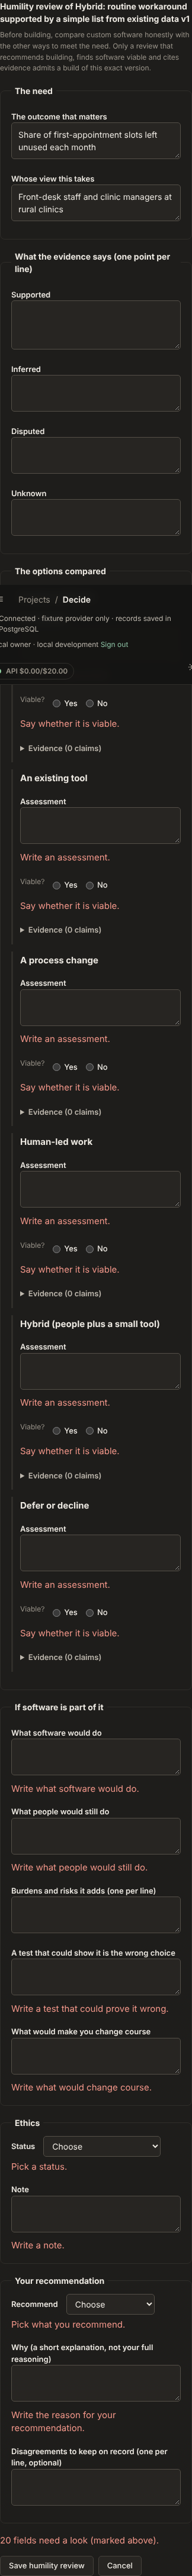 Humility review of Hybrid: routine workaround
supported by a simple list from existing data v1
Before building, compare custom software honestly with
the other ways to meet the need. Only a review that
recommends building, finds software viable and cites
evidence admits a build of this exact version.
The need
The outcome that matters
Share of first-appointment slots left
unused each month
Whose view this takes
Front-desk staff and clinic managers at
rural clinics
What the evidence says (one point per
line)
Supported
Inferred
Disputed
Unknown
The options compared
Projects / Decide
Connected · fixture provider only · records saved in
PostgreSQL
cal owner · local development Sign out
API $0.00/$20.00
Viable? Yes No
Say whether it is viable.
Evidence (0 claims)
An existing tool
Assessment
Write an assessment.
Viable? Yes No
Say whether it is viable.
Evidence (0 claims)
A process change
Assessment
Write an assessment.
Viable? Yes No
Say whether it is viable.
Evidence (0 claims)
Human-led work
Assessment
Write an assessment.
Viable? Yes No
Say whether it is viable.
Evidence (0 claims)
Hybrid (people plus a small tool)
Assessment
Write an assessment.
Viable? Yes No
Say whether it is viable.
Evidence (0 claims)
Defer or decline
Assessment
Write an assessment.
Viable? Yes No
Say whether it is viable.
Evidence (0 claims)
If software is part of it
What software would do
Write what software would do.
What people would still do
Write what people would still do.
Burdens and risks it adds (one per line)
A test that could show it is the wrong choice
Write a test that could prove it wrong.
What would make you change course
Write what would change course.
Ethics
Status Choose
Pick a status.
Note
Write a note.
Your recommendation
Recommend Choose
Pick what you recommend.
Why (a short explanation, not your full
reasoning)
Write the reason for your
recommendation.
Disagreements to keep on record (one per
line, optional)
20 fields need a look (marked above).
Save humility review Cancel